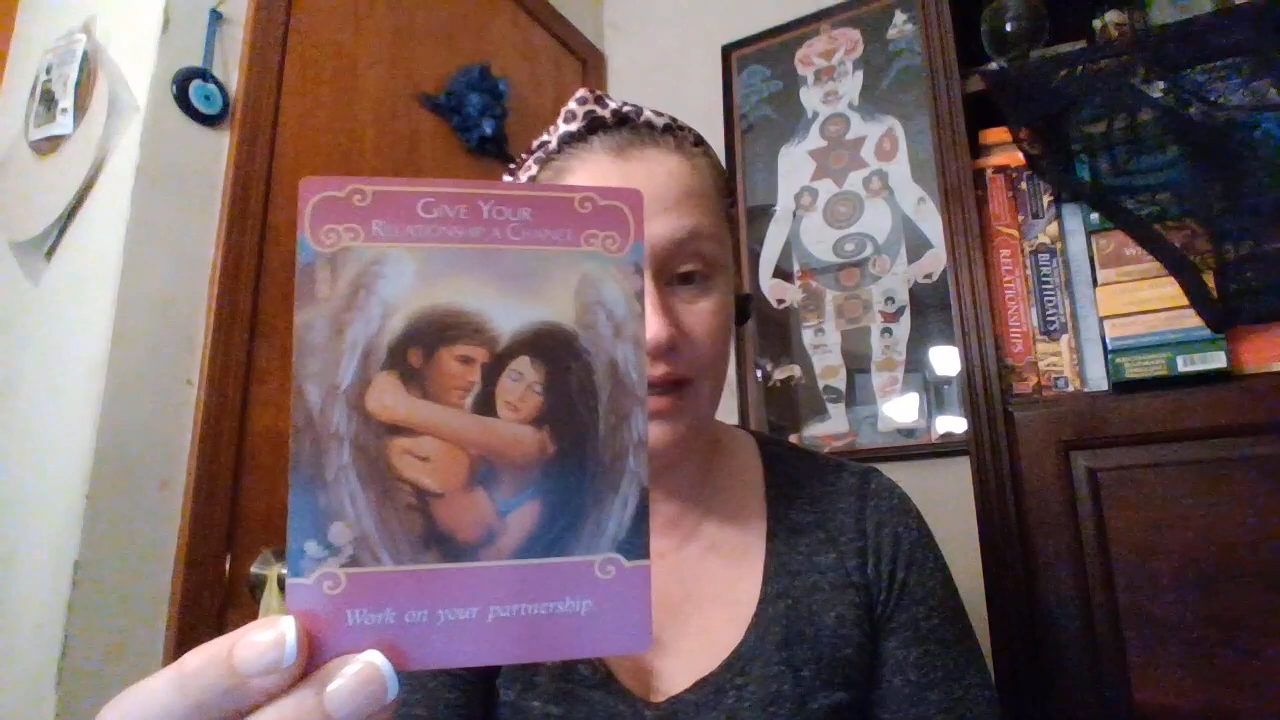 GIVE YOUR
RELATIONSHIP A CHANCE
Work on your partnership.
RELATIONSHIPS
BIRTHDAYS